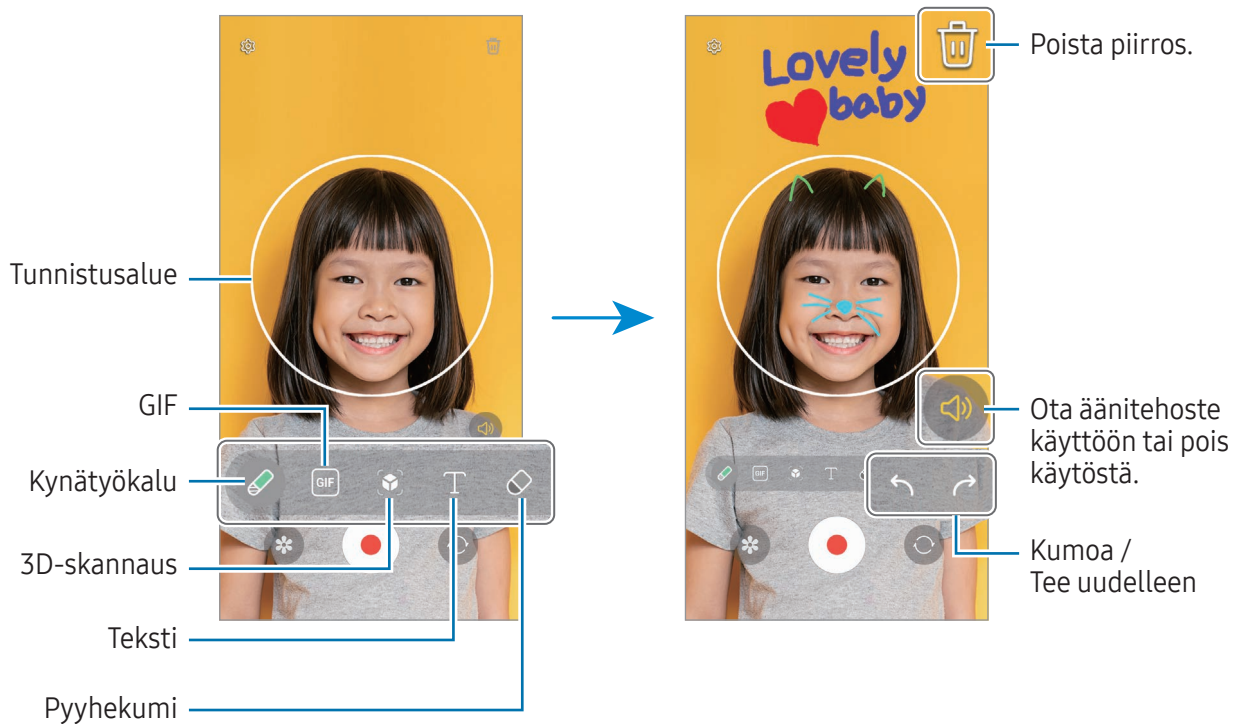 Lovely
baby
Poista piirros.
Tunnistusalue
GIF
Kynätyökalu
3D-skannaus
Teksti
Pyyhekumi
GIF
T
GIF
T
Ota äänitehoste
käyttöön tai pois
käytöstä.
Kumoa /
Tee uudelleen